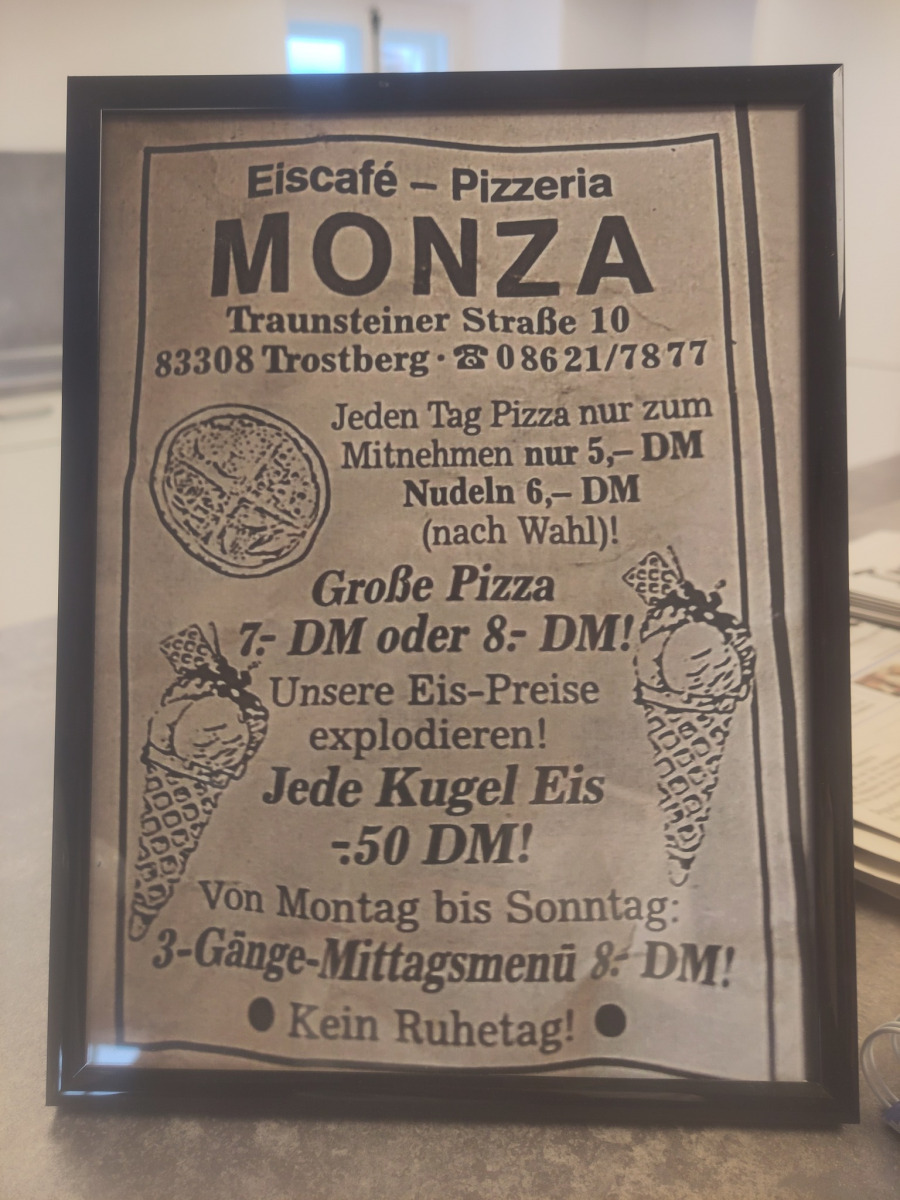 Eiscafé – Pizzeria
MONZA
Traunsteiner Straße 10
83308 Trostberg · ☎ 0 86 21/78 77
Jeden Tag Pizza nur zum
Mitnehmen nur 5,– DM
Nudeln 6,– DM
(nach Wahl)!
Große Pizza
7.- DM oder 8.- DM!
Unsere Eis-Preise
explodieren!
Jede Kugel Eis
-.50 DM!
Von Montag bis Sonntag:
3-Gänge-Mittagsmenü 8.- DM!
● Kein Ruhetag! ●